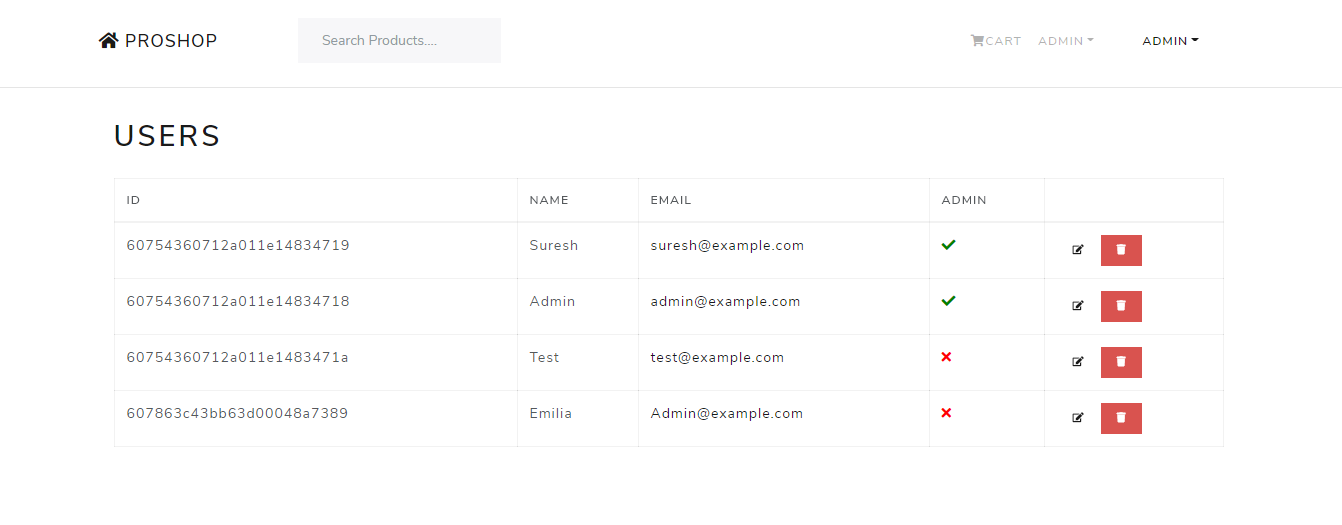 PROSHOP Search Products.... CART ADMIN ADMIN
USERS
ID NAME EMAIL ADMIN
60754360712a011e14834719 Suresh suresh@example.com
60754360712a011e14834718 Admin admin@example.com
60754360712a011e1483471a Test test@example.com
607863c43bb63d00048a7389 Emilia Admin@example.com